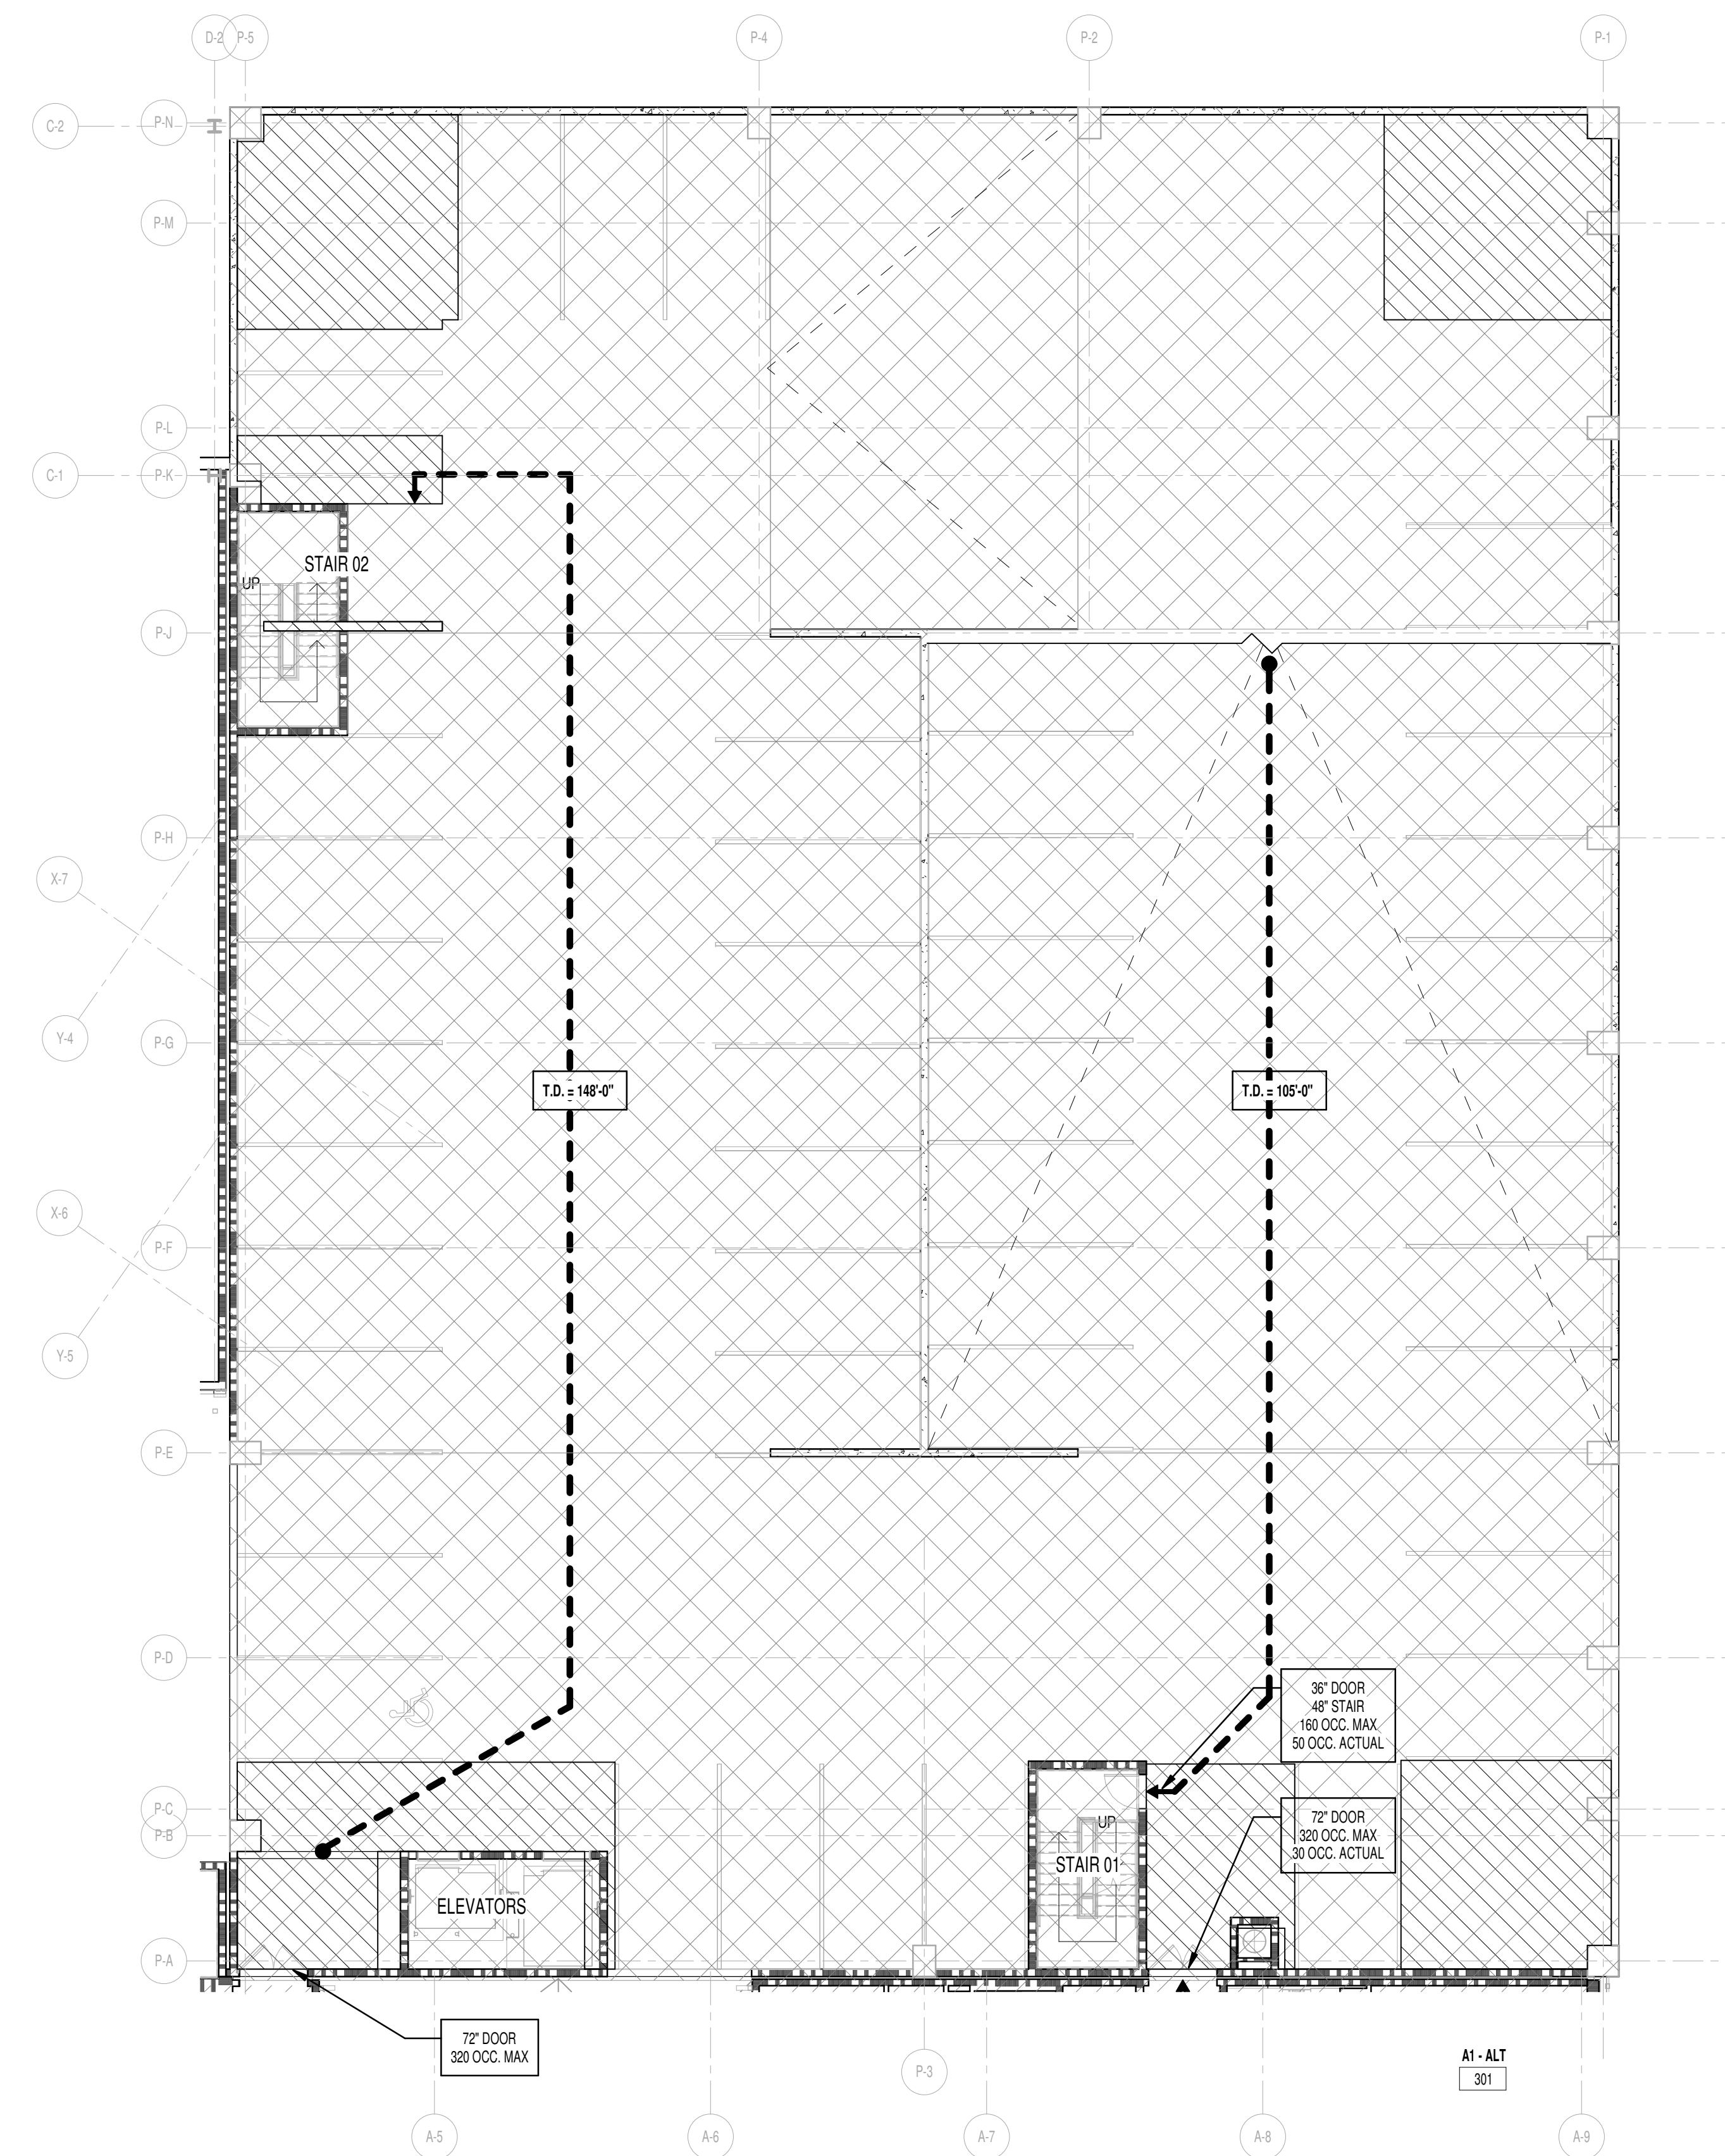 D-2
P-5
P-4
P-2
P-1
C-2
P-N
P-M
P-L
C-1
P-K
STAIR 02
UP
P-J
P-H
X-7
Y-4
P-G
T.D. = 148'-0"
T.D. = 105'-0"
X-6
P-F
Y-5
P-E
P-D
36" DOOR
48" STAIR
160 OCC. MAX
50 OCC. ACTUAL
P-C
P-B
UP
72" DOOR
320 OCC. MAX
30 OCC. ACTUAL
STAIR 01
ELEVATORS
P-A
72" DOOR
320 OCC. MAX
P-3
A1 - ALT
301
A-5
A-6
A-7
A-8
A-9